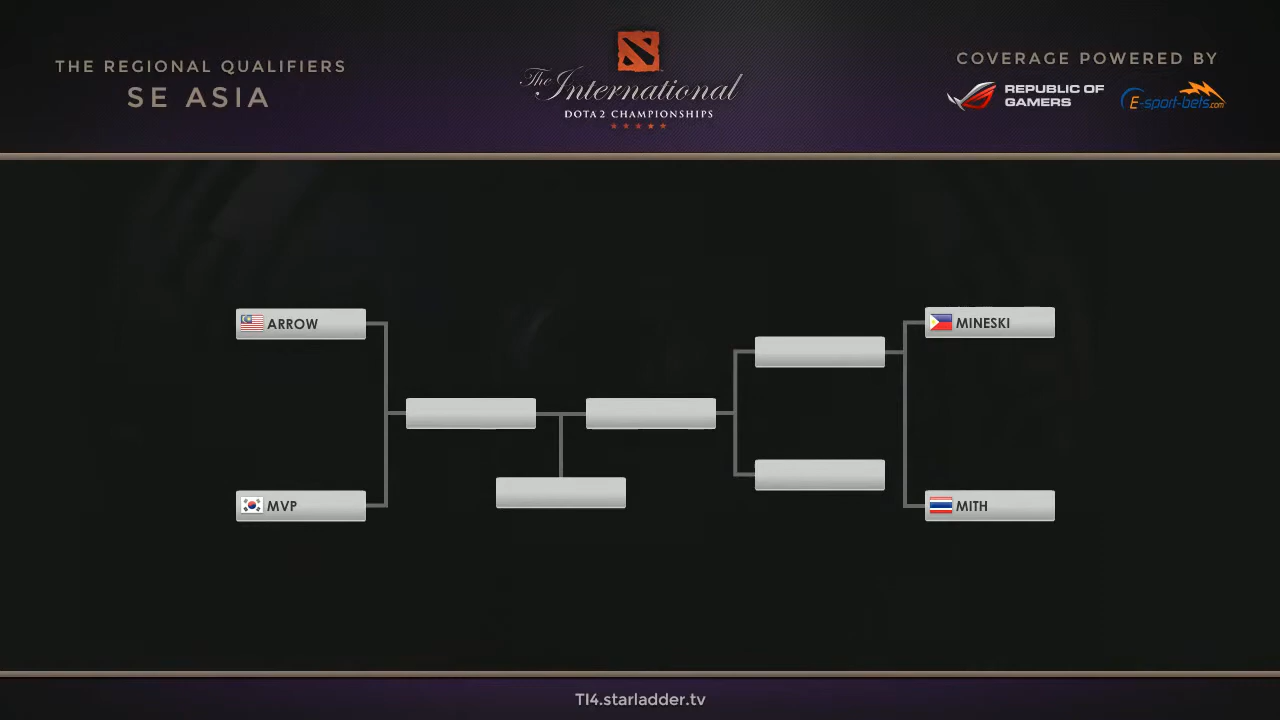 THE REGIONAL QUALIFIERS
SE ASIA
The International
DOTA 2 CHAMPIONSHIPS
COVERAGE POWERED BY
REPUBLIC OF
GAMERS
E-sport-bets.com
ARROW
MINESKI
MVP
MITH
TI4.starladder.tv